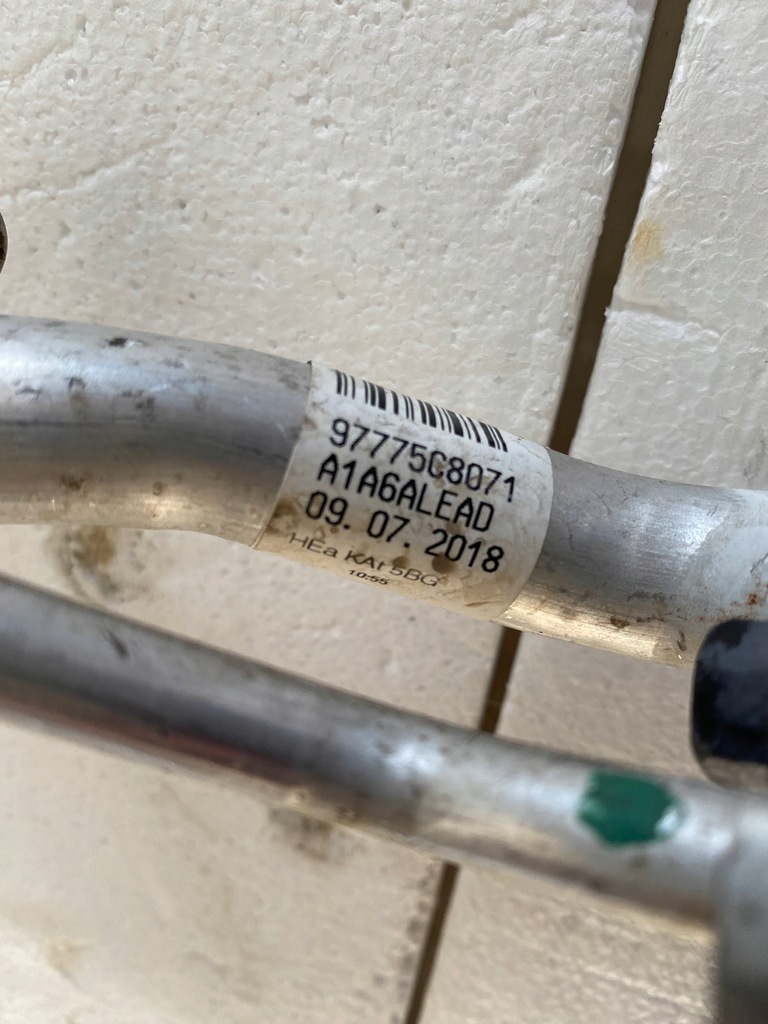 97775C8071
A1A6ALEAD
09. 07. 2018
HEa KAt 5BG
10:55